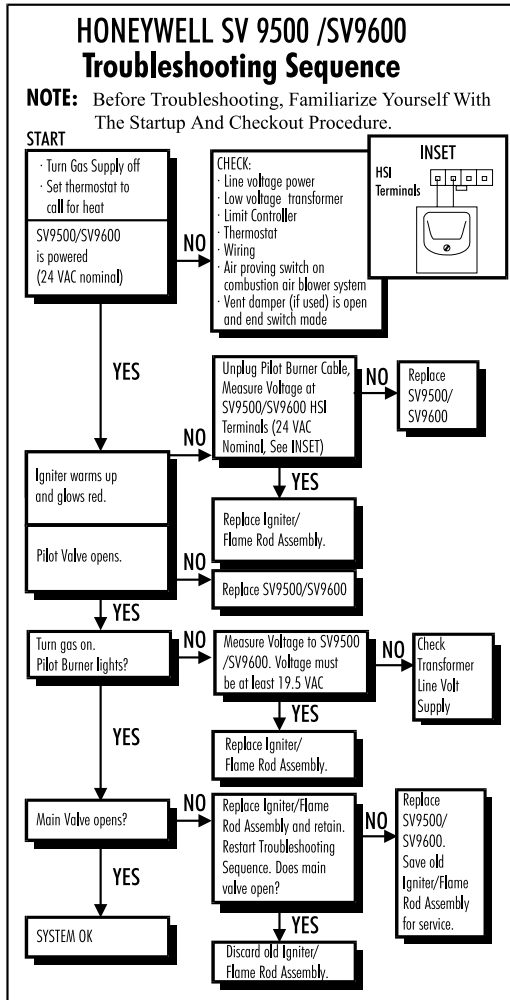 HONEYWELL SV 9500 /SV9600
Troubleshooting Sequence
NOTE: Before Troubleshooting, Familiarize Yourself With
The Startup And Checkout Procedure.
START
· Turn Gas Supply off
· Set thermostat to
call for heat
SV9500/SV9600
is powered
(24 VAC nominal)
NO
CHECK:
· Line voltage power
· Low voltage transformer
· Limit Controller
· Thermostat
· Wiring
· Air proving switch on
combustion air blower system
· Vent damper (if used) is open
and end switch made
INSET
HSI
Terminals
YES
Igniter warms up
and glows red.
NO
Unplug Pilot Burner Cable,
Measure Voltage at
SV9500/SV9600 HSI
Terminals (24 VAC
Nominal, See INSET)
NO
Replace
SV9500/
SV9600
YES
Replace Igniter/
Flame Rod Assembly.
Pilot Valve opens.
NO
Replace SV9500/SV9600
YES
Turn gas on.
Pilot Burner lights?
NO
Measure Voltage to SV9500
/SV9600. Voltage must
be at least 19.5 VAC
NO
Check
Transformer
Line Volt
Supply
YES
Replace Igniter/
Flame Rod Assembly.
YES
Main Valve opens?
NO
Replace Igniter/Flame
Rod Assembly and retain.
Restart Troubleshooting
Sequence. Does main
valve open?
NO
Replace
SV9500/
SV9600.
Save old
Igniter/Flame
Rod Assembly
for service.
YES
Discard old Igniter/
Flame Rod Assembly.
YES
SYSTEM OK